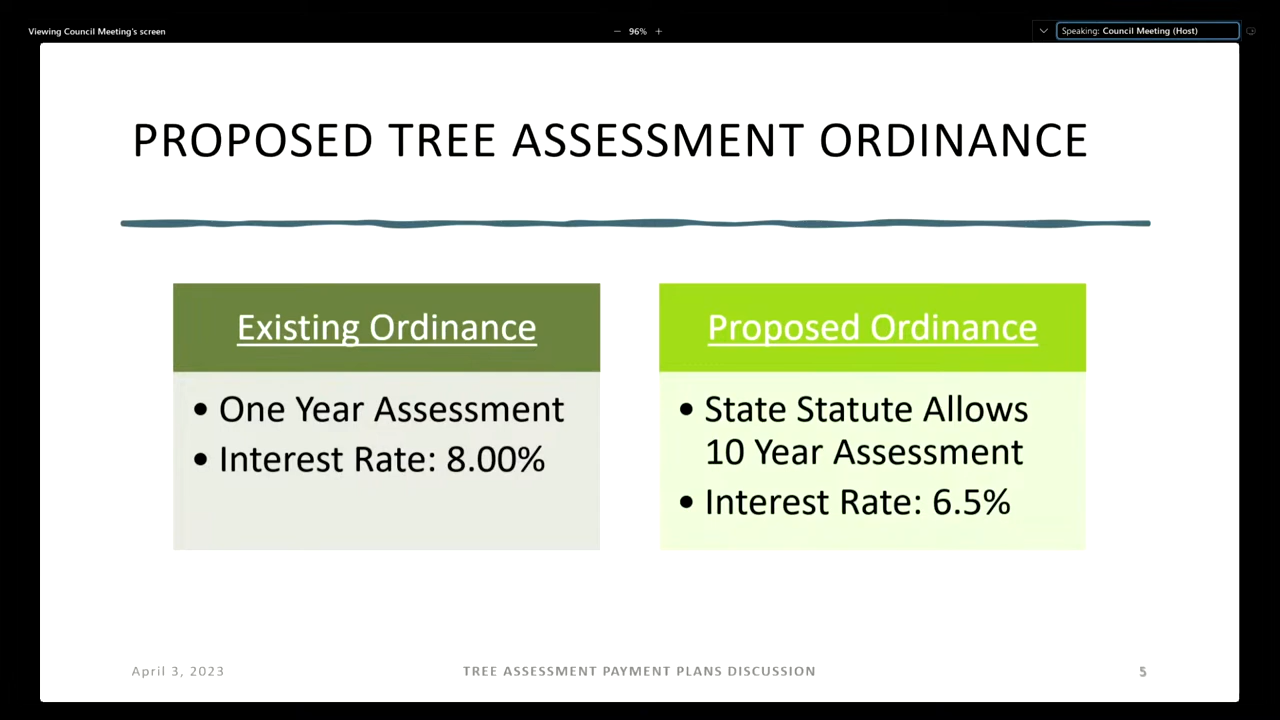 Viewing Council Meeting's screen
− 96% +
Speaking: Council Meeting (Host)
PROPOSED TREE ASSESSMENT ORDINANCE
Existing Ordinance
• One Year Assessment
• Interest Rate: 8.00%
Proposed Ordinance
• State Statute Allows
10 Year Assessment
• Interest Rate: 6.5%
April 3, 2023
TREE ASSESSMENT PAYMENT PLANS DISCUSSION
5